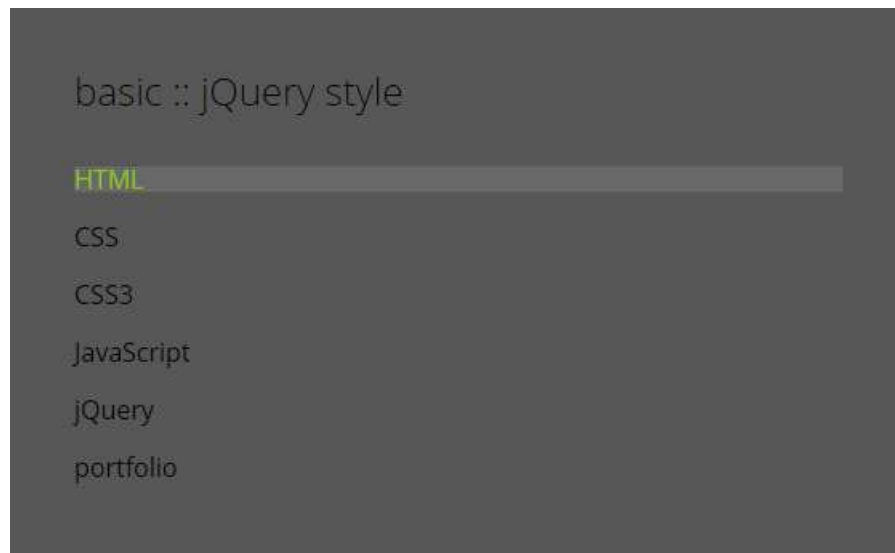 basic :: jQuery style
HTML
CSS
CSS3
JavaScript
jQuery
portfolio